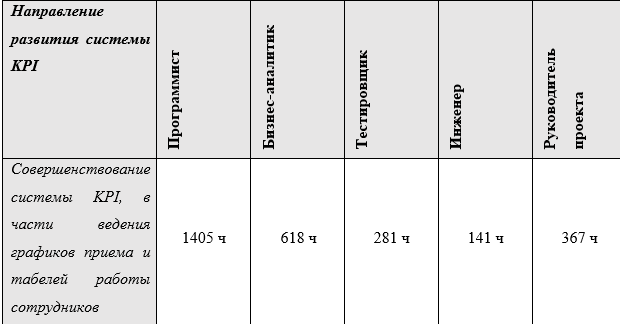 Направление
развития системы
KPI
Программист
Бизнес-аналитик
Тестировщик
Инженер
Руководитель
проекта
Совершенствование
системы KPI, в
части ведения
графиков приема и
табелей работы
сотрудников
1405 ч
618 ч
281 ч
141 ч
367 ч